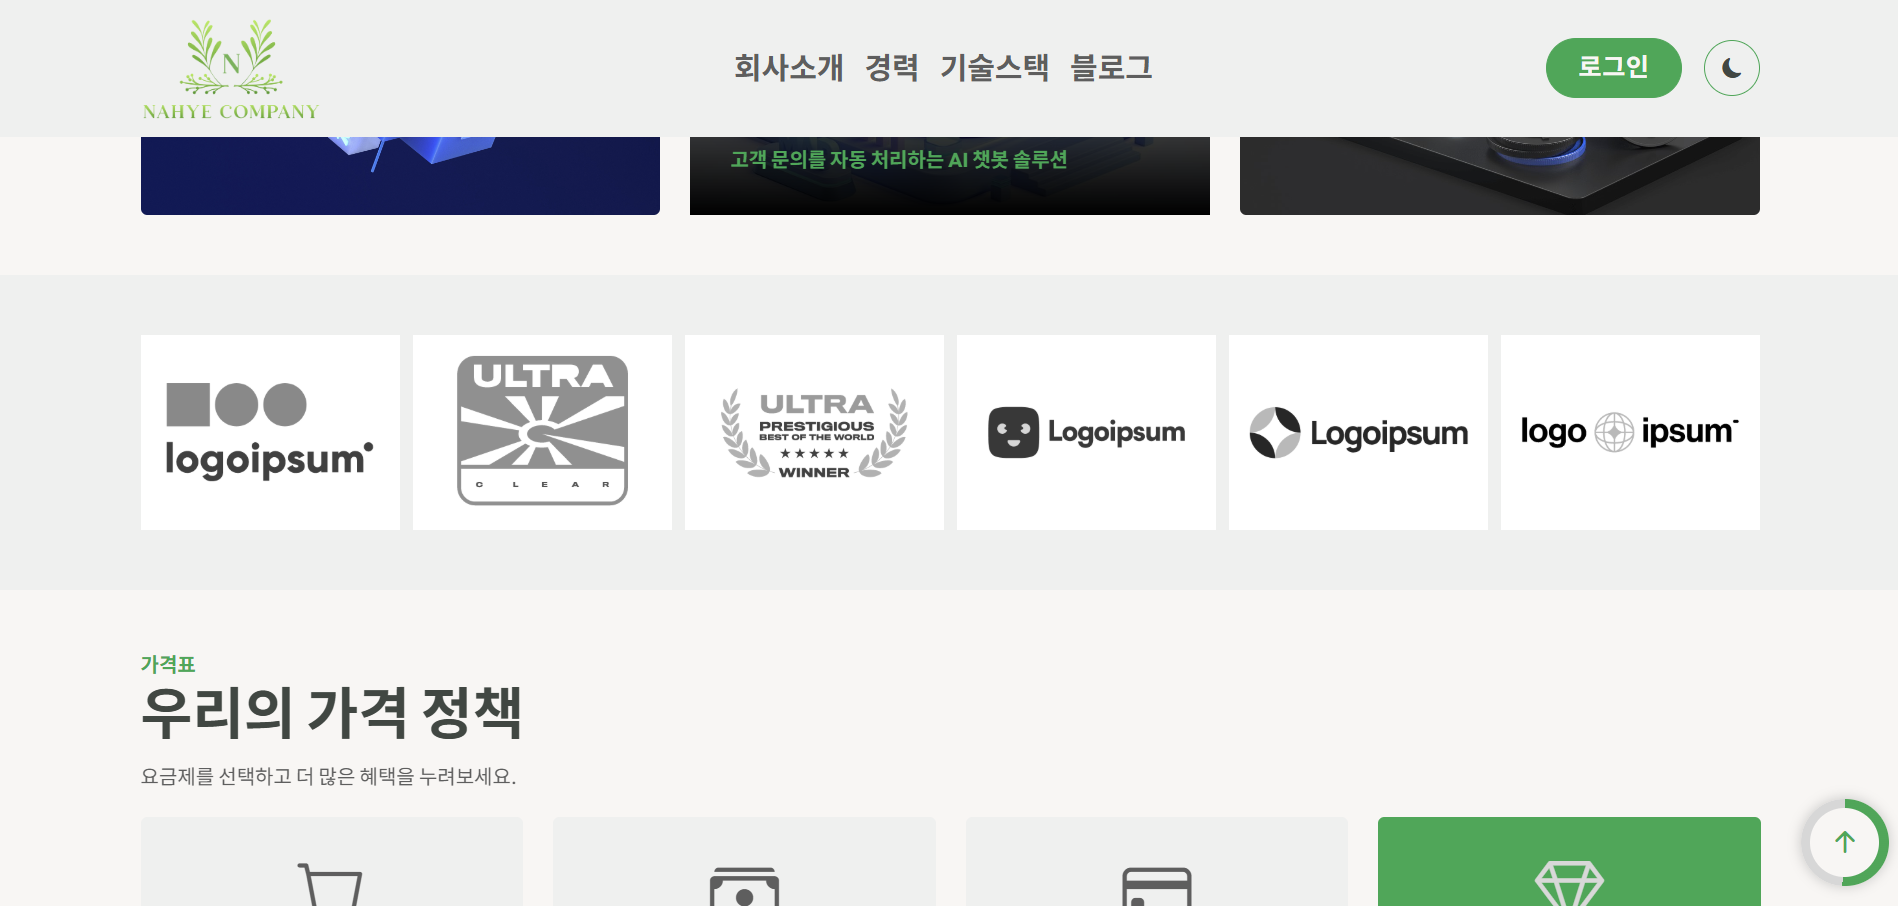 N
NAHYE COMPANY
회사소개 경력 기술스택 블로그
로그인
고객 문의를 자동 처리하는 AI 챗봇 솔루션
logoipsum
ULTRA
CLEAR
ULTRA
PRESTIGIOUS
BEST OF THE WORLD
★★★★★
WINNER
Logoipsum
Logoipsum
logo ipsum
가격표
우리의 가격 정책
요금제를 선택하고 더 많은 혜택을 누려보세요.